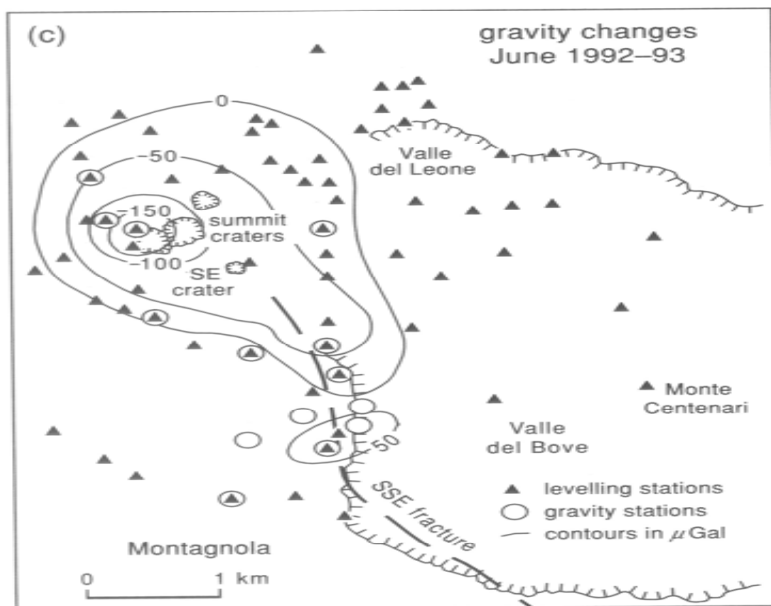 (c)
gravity changes
June 1992–93
0
-50
Valle
del Leone
-150
summit
craters
-100
SE
crater
Monte
Centenari
50
Valle
del Bove
levelling stations
gravity stations
contours in μGal
SSE fracture
Montagnola
0 1 km